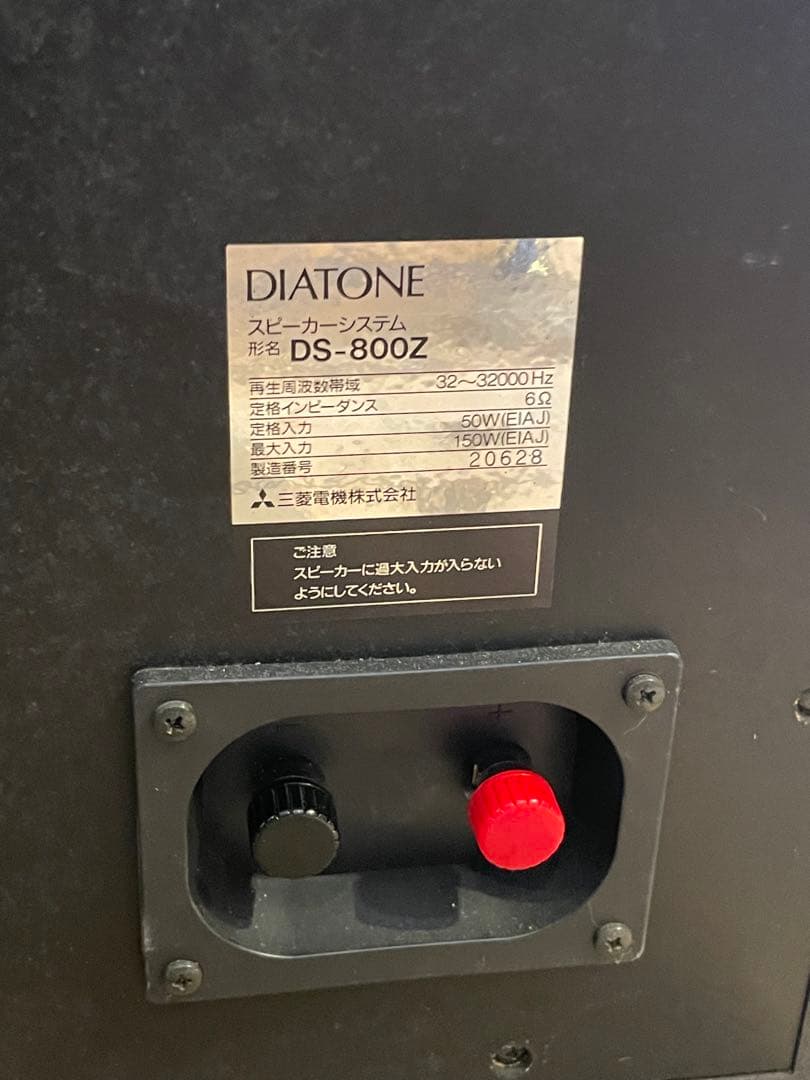 DIATONE
スピーカーシステム
形名 DS-800Z
再生周波数帯域 32～32000Hz
定格インピーダンス 6Ω
定格入力 50W(EIAJ)
最大入力 150W(EIAJ)
製造番号 20628
三菱電機株式会社
ご注意
スピーカーに過大入力が入らない
ようにしてください。
- +